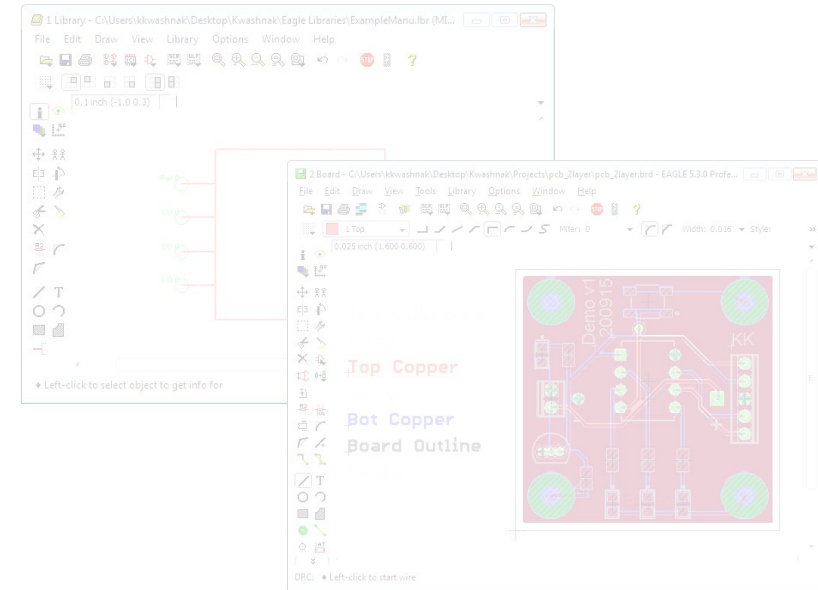 1 Library - C:\Users\kkwashnak\Desktop\Kwashnak\Eagle Libraries\ExampleManu.lbr (MI...
File Edit Draw View Library Options Window Help
0.1 inch (-1.0 0.3)
Left-click to select object to get info for
2 Board - C:\Users\kkwashnak\Desktop\Kwashnak\Projects\pcb_2layer\pcb_2layer.brd - EAGLE 5.3.0 Profe...
File Edit Draw View Tools Library Options Window Help
1 Top
Miter: 0
Width: 0.016
Style:
0.025 inch (1.600 0.600)
Demo v1
200915
KK
Top Copper
Bot Copper
Board Outline
DRC: Left-click to start wire